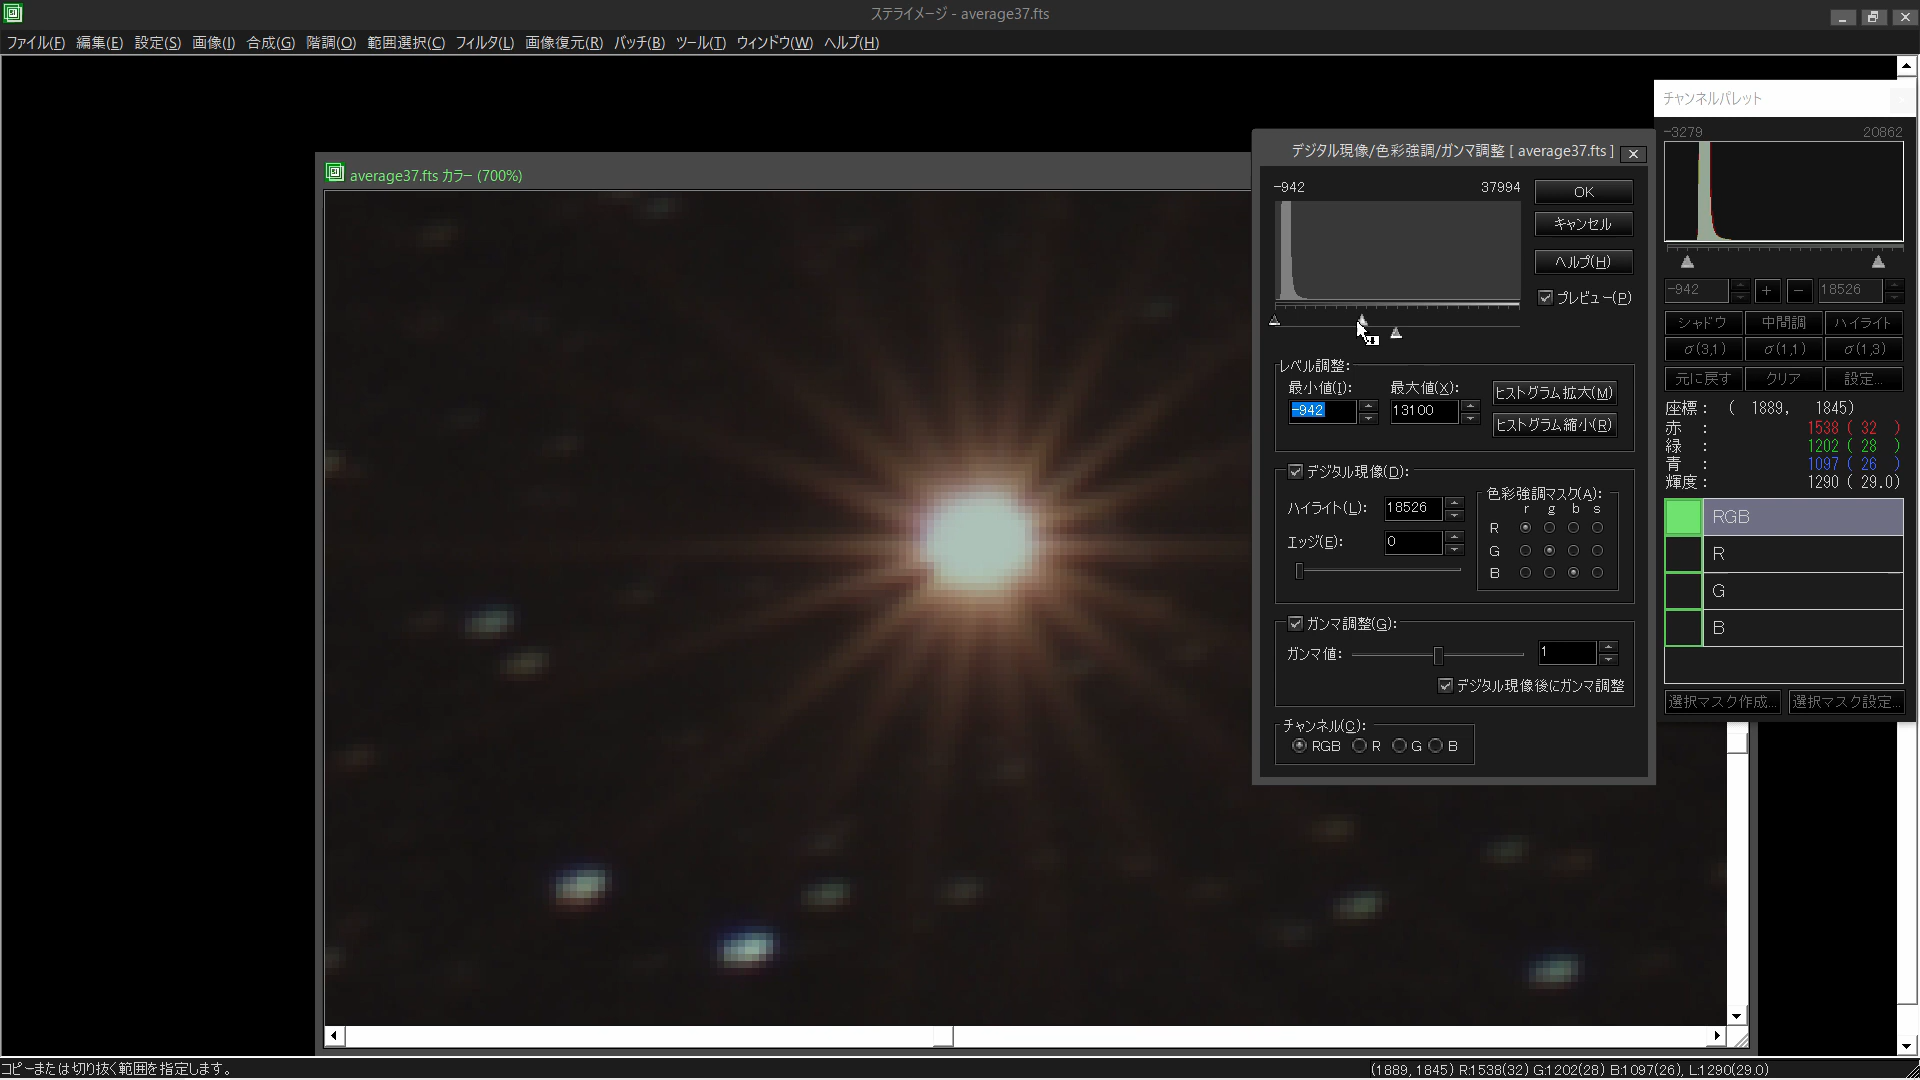 ステライメージ - average37.fts
ファイル(F) 編集(E) 設定(S) 画像(I) 合成(G) 階調(O) 範囲選択(C) フィルタ(L) 画像復元(R) バッチ(B) ツール(T) ウィンドウ(W) ヘルプ(H)
average37.fts カラー (700%)
デジタル現像/色彩強調/ガンマ調整 [ average37.fts ]
-942 37994
OK
キャンセル
ヘルプ(H)
プレビュー(P)
レベル調整:
最小値(I): 最大値(X):
-942 13100
ヒストグラム拡大(M)
ヒストグラム縮小(R)
デジタル現像(D):
ハイライト(L): 18526
エッジ(E): 0
色彩強調マスク(A):
r g b s
R
G
B
ガンマ調整(G):
ガンマ値: 1
デジタル現像後にガンマ調整
チャンネル(C):
RGB R G B
チャンネルパレット
-3279 20862
-942 + - 18526
シャドウ 中間調 ハイライト
σ(3,1) σ(1,1) σ(1,3)
元に戻す クリア 設定...
座標: ( 1889, 1845)
赤 : 1538 ( 32 )
緑 : 1202 ( 28 )
青 : 1097 ( 26 )
輝度: 1290 ( 29.0)
RGB
R
G
B
選択マスク作成... 選択マスク設定...
コピーまたは切り抜く範囲を指定します。
(1889, 1845) R:1538(32) G:1202(28) B:1097(26), L:1290(29.0)